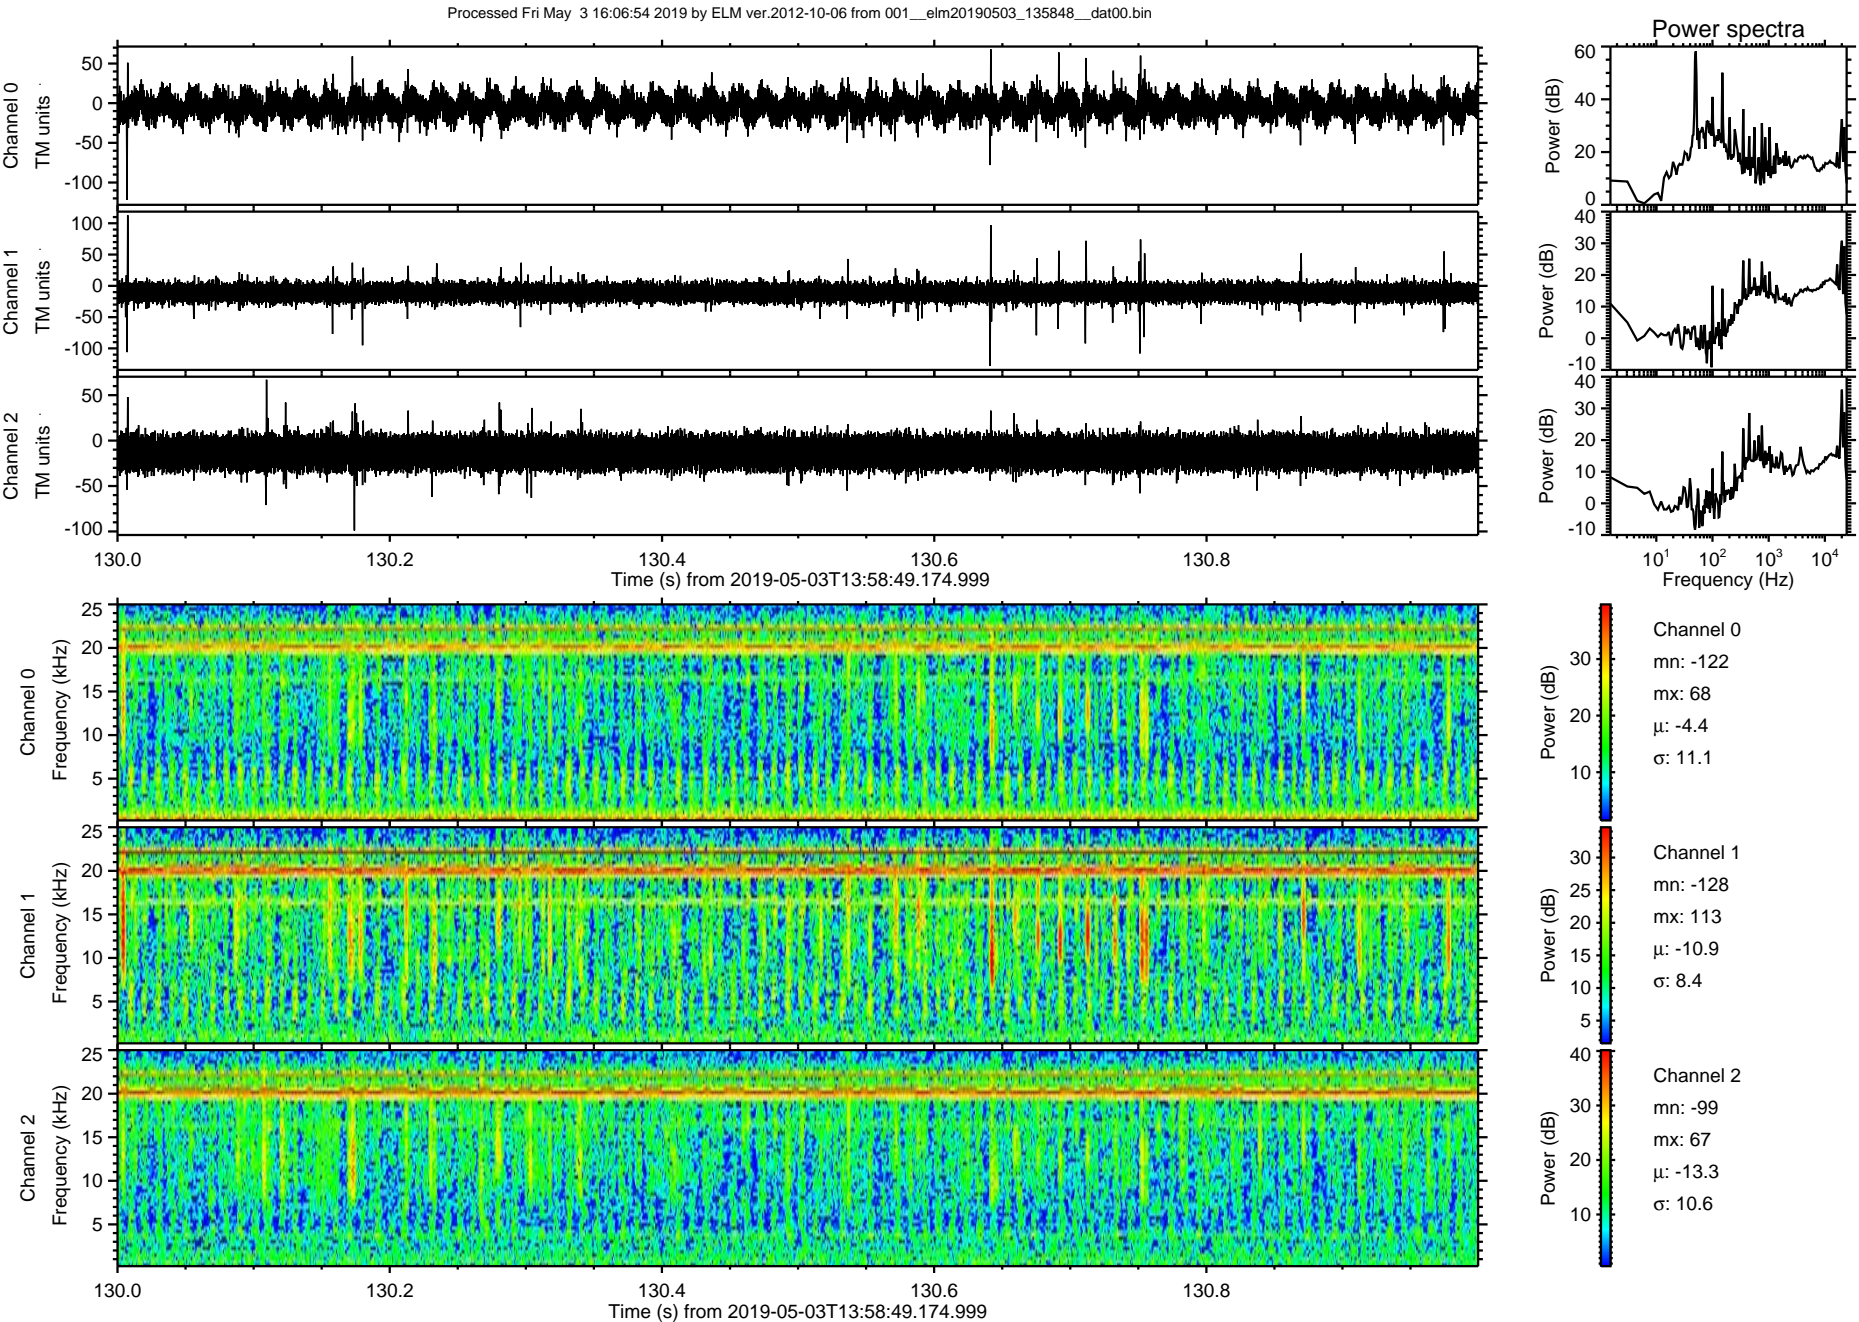 Processed Fri May  3 16:06:54 2019 by ELM ver.2012-10-06 from 001__elm20190503_135848__dat00.bin
Power spectra
Channel 0
TM units
50
0
-50
-100
Power (dB)
60
40
20
0
Channel 1
TM units
100
50
0
-50
-100
Power (dB)
40
30
20
10
0
-10
Channel 2
TM units
50
0
-50
-100
Power (dB)
40
30
20
10
0
-10
130.0 130.2 130.4 130.6 130.8
Time (s) from 2019-05-03T13:58:49.174.999
10¹ 10² 10³ 10⁴
Frequency (Hz)
Channel 0
Frequency (kHz)
25
20
15
10
5
Power (dB)
30
20
10
Channel 0
mn: -122
mx: 68
μ: -4.4
σ: 11.1
Channel 1
Frequency (kHz)
25
20
15
10
5
Power (dB)
30
25
20
15
10
5
Channel 1
mn: -128
mx: 113
μ: -10.9
σ: 8.4
Channel 2
Frequency (kHz)
25
20
15
10
5
Power (dB)
40
30
20
10
Channel 2
mn: -99
mx: 67
μ: -13.3
σ: 10.6
130.0 130.2 130.4 130.6 130.8
Time (s) from 2019-05-03T13:58:49.174.999